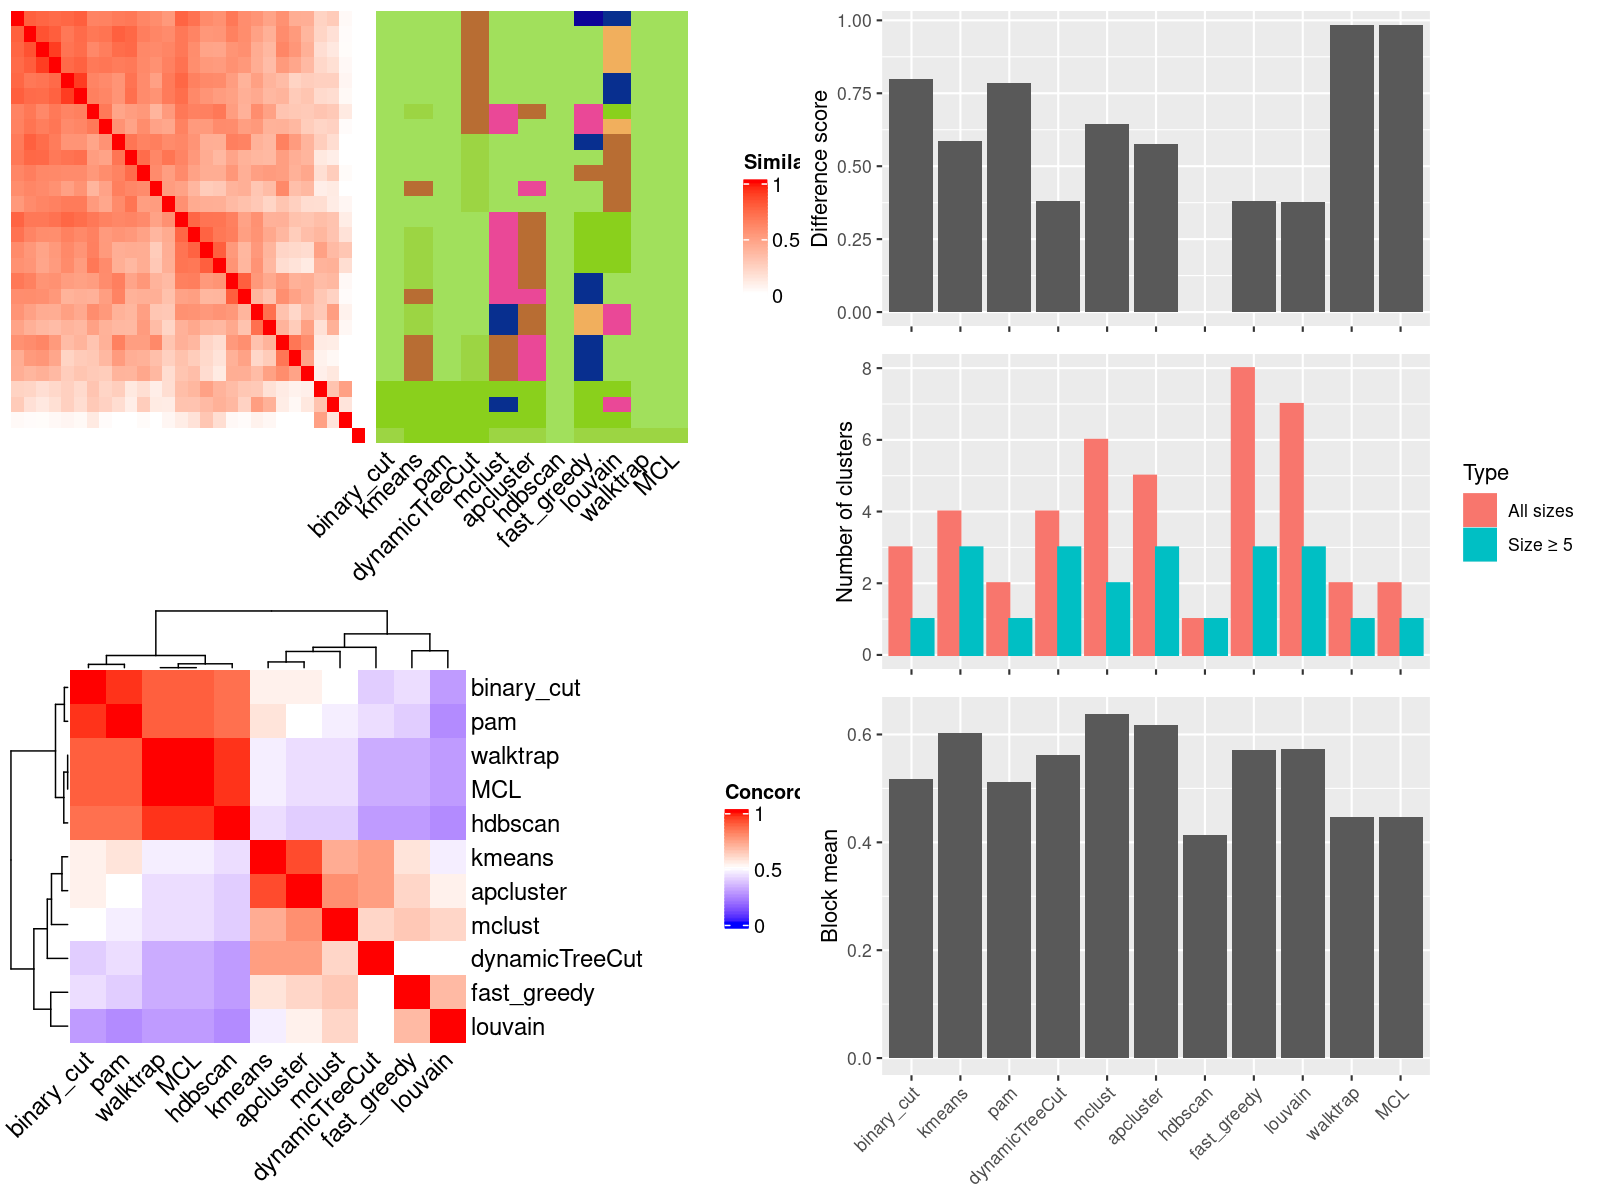 Simila
1
0.5
0
binary_cut
kmeans
pam
dynamicTreeCut
mclust
apcluster
hdbscan
fast_greedy
louvain
walktrap
MCL
binary_cut
pam
walktrap
MCL
hdbscan
kmeans
apcluster
mclust
dynamicTreeCut
fast_greedy
louvain
binary_cut
pam
walktrap
MCL
hdbscan
kmeans
apcluster
mclust
dynamicTreeCut
fast_greedy
louvain
Concord
1
0.5
0
Difference score
1.00
0.75
0.50
0.25
0.00
Number of clusters
8
6
4
2
0
Type
All sizes
Size ≥ 5
Block mean
0.6
0.4
0.2
0.0
binary_cut
kmeans
pam
dynamicTreeCut
mclust
apcluster
hdbscan
fast_greedy
louvain
walktrap
MCL